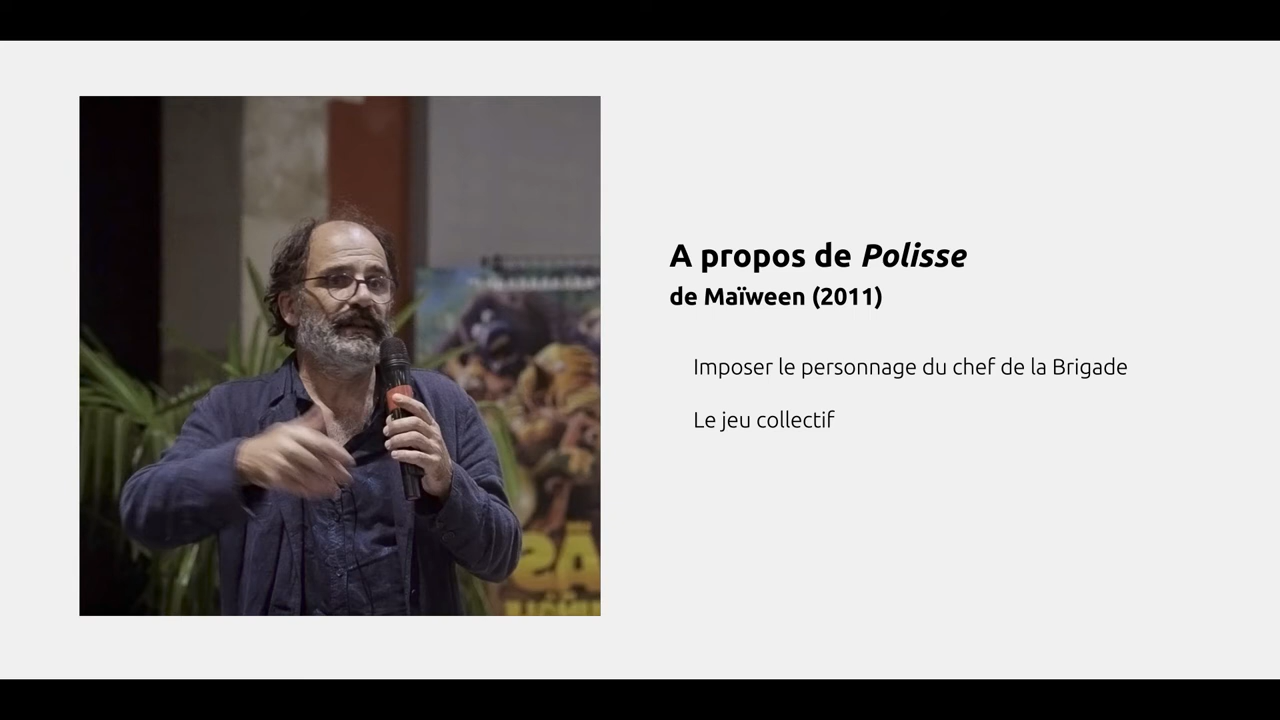 A propos de Polisse
de Maïween (2011)
Imposer le personnage du chef de la Brigade
Le jeu collectif